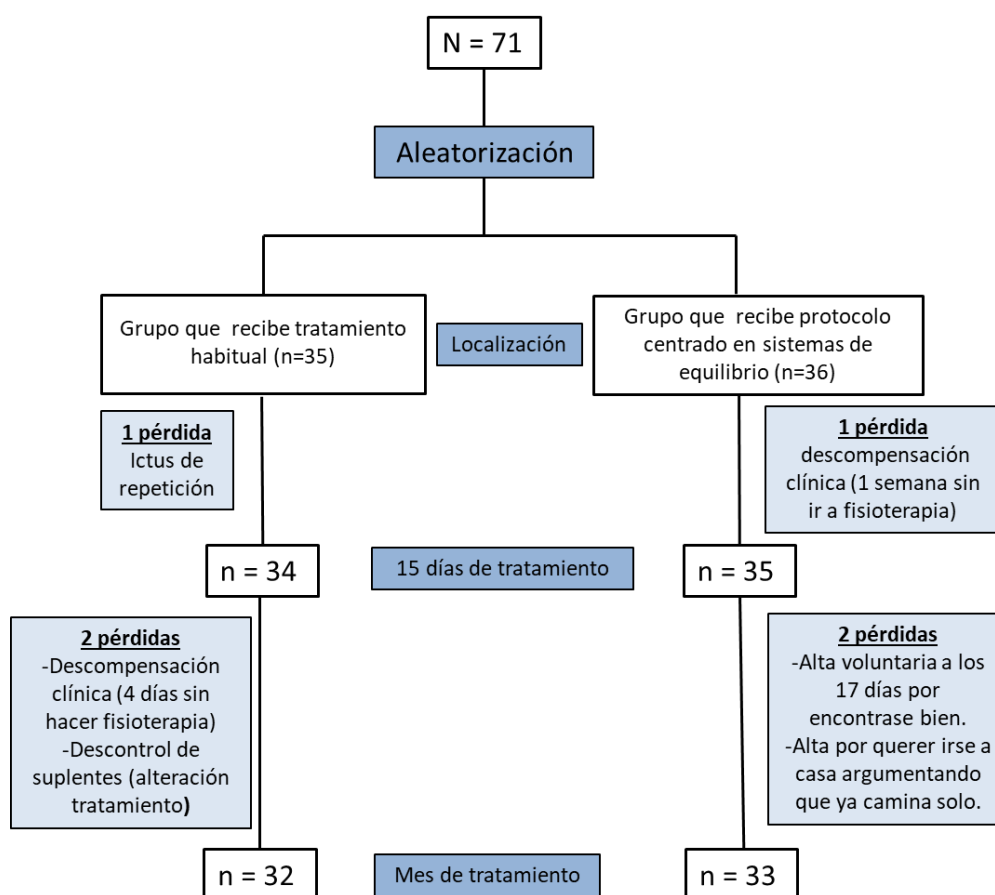 N = 71
Aleatorización
Grupo que recibe tratamiento
habitual (n=35)
Localización
Grupo que recibe protocolo
centrado en sistemas de
equilibrio (n=36)
1 pérdida
Ictus de
repetición
1 pérdida
descompensación
clínica (1 semana sin
ir a fisioterapia)
n = 34
15 días de tratamiento
n = 35
2 pérdidas
-Descompensación
clínica (4 días sin
hacer fisioterapia)
-Descontrol de
suplentes (alteración
tratamiento)
2 pérdidas
-Alta voluntaria a los
17 días por
encontrase bien.
-Alta por querer irse a
casa argumentando
que ya camina solo.
n = 32
Mes de tratamiento
n = 33